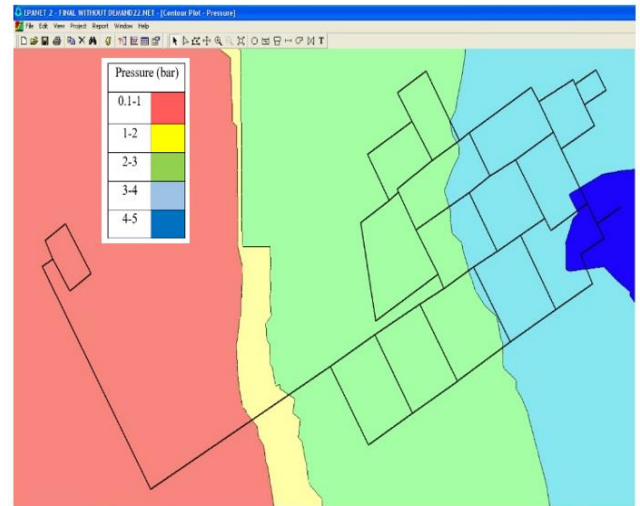 EPANET 2 - FINAL WITHOUT DEMAND22.NET - [Contour Plot - Pressure]
File Edit View Project Report Window Help
T
Pressure (bar)
0.1-1
1-2
2-3
3-4
4-5